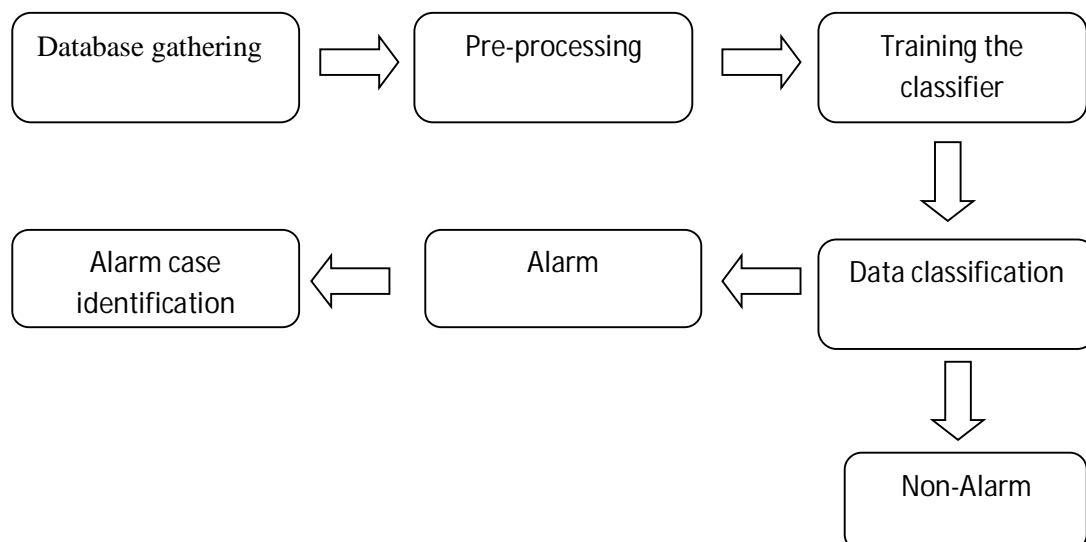 Database gathering
Pre-processing
Training the
classifier
Alarm case
identification
Alarm
Data classification
Non-Alarm